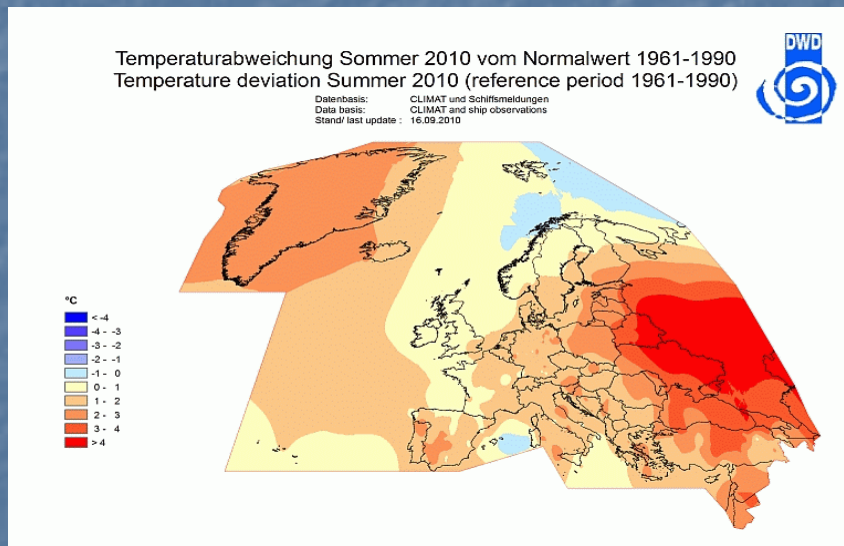 Temperaturabweichung Sommer 2010 vom Normalwert 1961-1990
Temperature deviation Summer 2010 (reference period 1961-1990)
DWD
Datenbasis: CLIMAT und Schiffsmeldungen
Data basis: CLIMAT and ship observations
Stand/ last update : 16.09.2010
°C
< -4
-4 - -3
-3 - -2
-2 - -1
-1 - 0
0 - 1
1 - 2
2 - 3
3 - 4
> 4